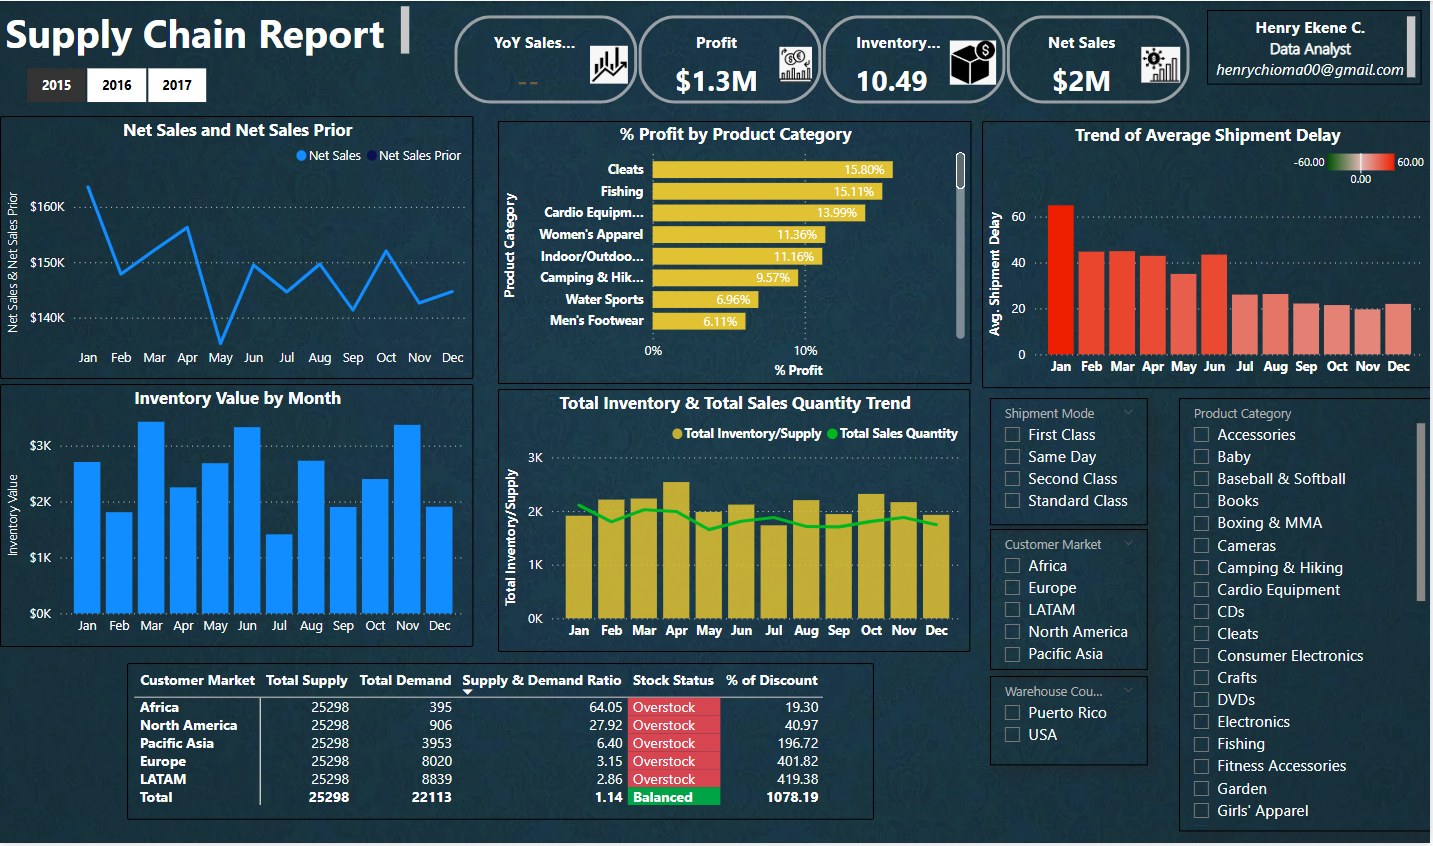 Supply Chain Report
2015
2016
2017
YoY Sales...
--
Profit
$1.3M
Inventory...
10.49
Net Sales
$2M
Henry Ekene C.
Data Analyst
henrychioma00@gmail.com
Net Sales and Net Sales Prior
Net Sales
Net Sales Prior
Net Sales & Net Sales Prior
$160K
$150K
$140K
Jan Feb Mar Apr May Jun Jul Aug Sep Oct Nov Dec
% Profit by Product Category
Product Category
Cleats 15.80%
Fishing 15.11%
Cardio Equipm... 13.99%
Women's Apparel 11.36%
Indoor/Outdoo... 11.16%
Camping & Hik... 9.57%
Water Sports 6.96%
Men's Footwear 6.11%
0% 10%
% Profit
Trend of Average Shipment Delay
-60.00 60.00
0.00
Avg. Shipment Delay
60
40
20
0
Jan Feb Mar Apr May Jun Jul Aug Sep Oct Nov Dec
Inventory Value by Month
Inventory Value
$3K
$2K
$1K
$0K
Jan Feb Mar Apr May Jun Jul Aug Sep Oct Nov Dec
Total Inventory & Total Sales Quantity Trend
Total Inventory/Supply
Total Sales Quantity
Total Inventory/Supply
3K
2K
1K
0K
Jan Feb Mar Apr May Jun Jul Aug Sep Oct Nov Dec
Shipment Mode
First Class
Same Day
Second Class
Standard Class
Customer Market
Africa
Europe
LATAM
North America
Pacific Asia
Warehouse Cou...
Puerto Rico
USA
Product Category
Accessories
Baby
Baseball & Softball
Books
Boxing & MMA
Cameras
Camping & Hiking
Cardio Equipment
CDs
Cleats
Consumer Electronics
Crafts
DVDs
Electronics
Fishing
Fitness Accessories
Garden
Girls' Apparel
Customer Market Total Supply Total Demand Supply & Demand Ratio Stock Status % of Discount
Africa 25298 395 64.05 Overstock 19.30
North America 25298 906 27.92 Overstock 40.97
Pacific Asia 25298 3953 6.40 Overstock 196.72
Europe 25298 8020 3.15 Overstock 401.82
LATAM 25298 8839 2.86 Overstock 419.38
Total 25298 22113 1.14 Balanced 1078.19